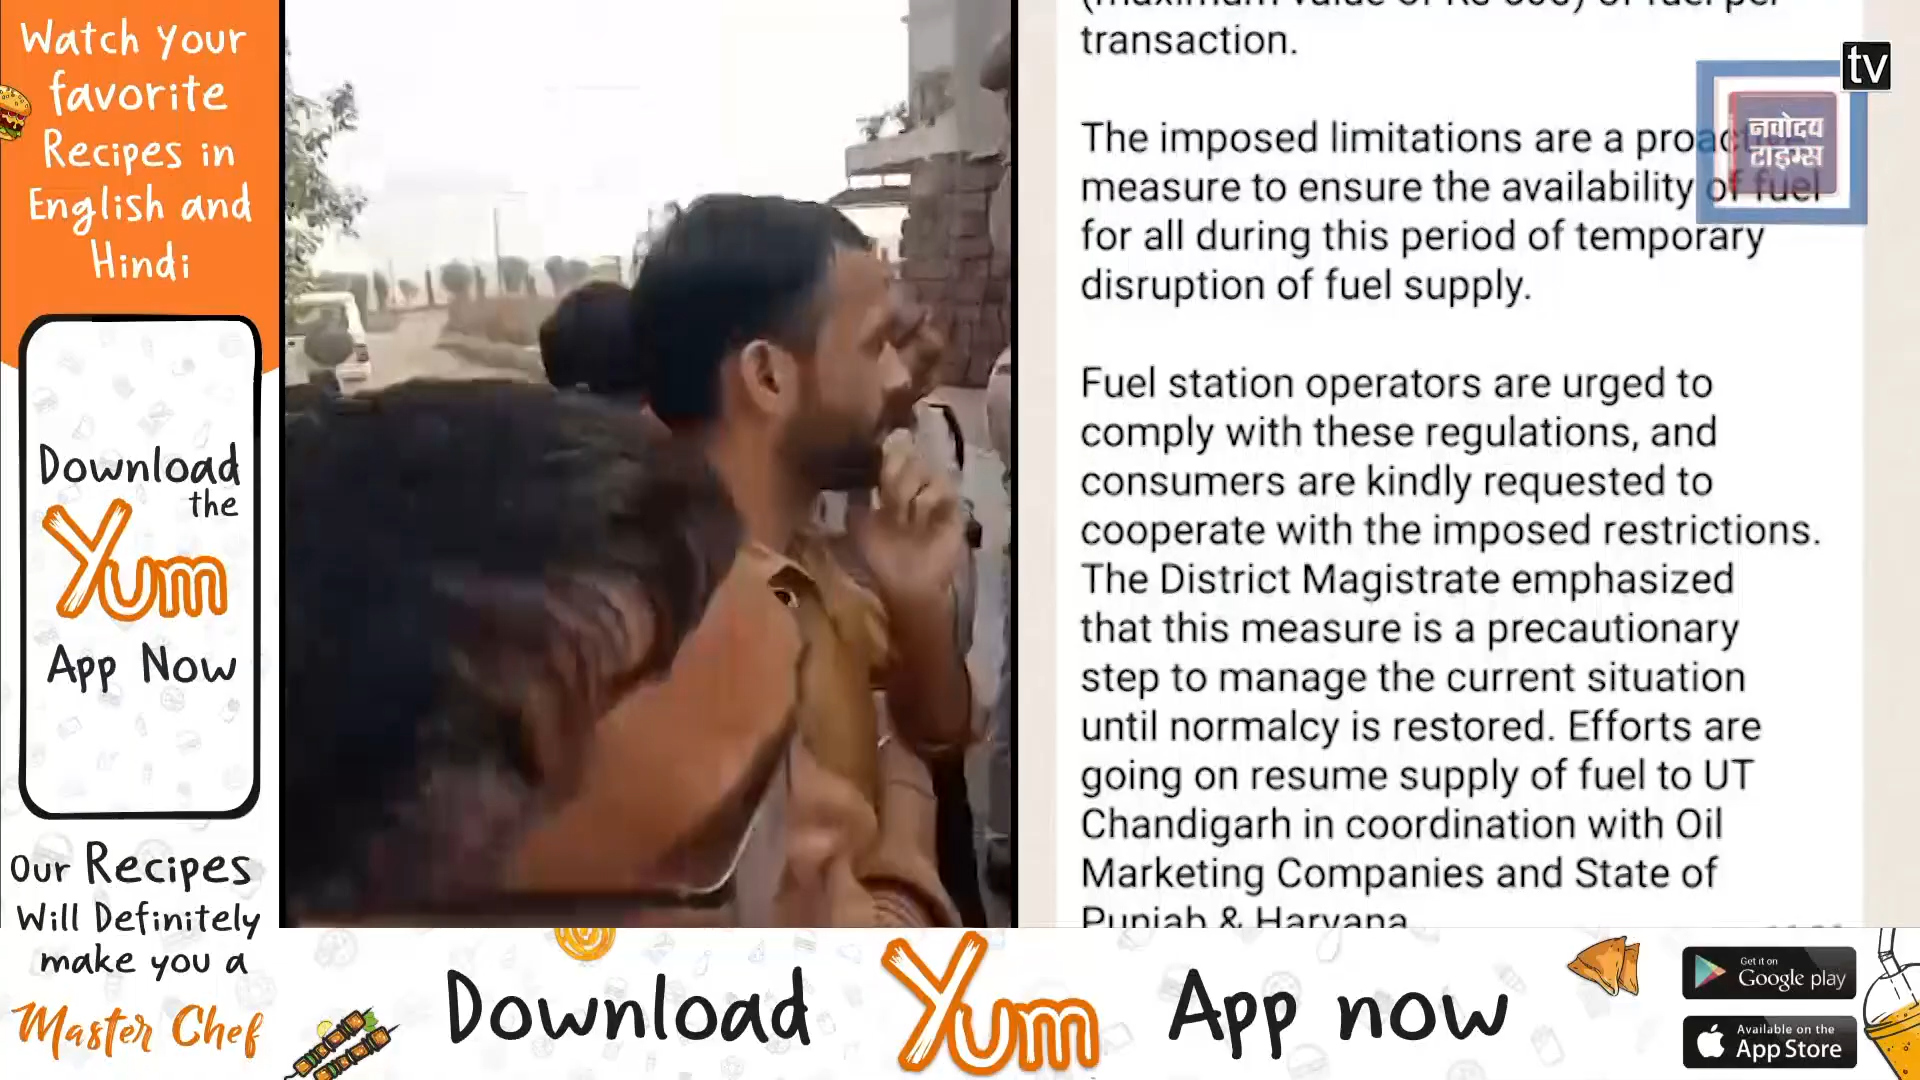 Watch your
favorite
Recipes in
English and
Hindi
Download
the
Yum
App Now
Our Recipes
Will Definitely
make you a
Master Chef
transaction.
The imposed limitations are a
measure to ensure the availability of fuel
for all during this period of temporary
disruption of fuel supply.
Fuel station operators are urged to
comply with these regulations, and
consumers are kindly requested to
cooperate with the imposed restrictions.
The District Magistrate emphasized
that this measure is a precautionary
step to manage the current situation
until normalcy is restored. Efforts are
going on resume supply of fuel to UT
Chandigarh in coordination with Oil
Marketing Companies and State of
Punjab & Haryana
tv
नवोदय
टाइम्स
Download Yum App now
Get it on
Google play
Available on the
App Store